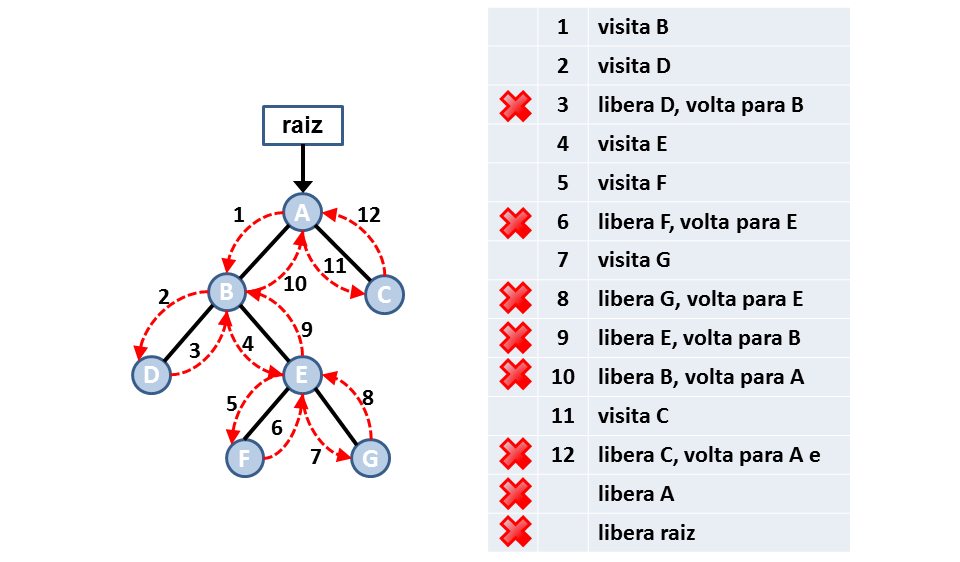 raiz
A
1
12
11
10
B
C
2
9
3
4
D
E
5
8
6
7
F
G
1 visita B
2 visita D
3 libera D, volta para B
4 visita E
5 visita F
6 libera F, volta para E
7 visita G
8 libera G, volta para E
9 libera E, volta para B
10 libera B, volta para A
11 visita C
12 libera C, volta para A e
libera A
libera raiz